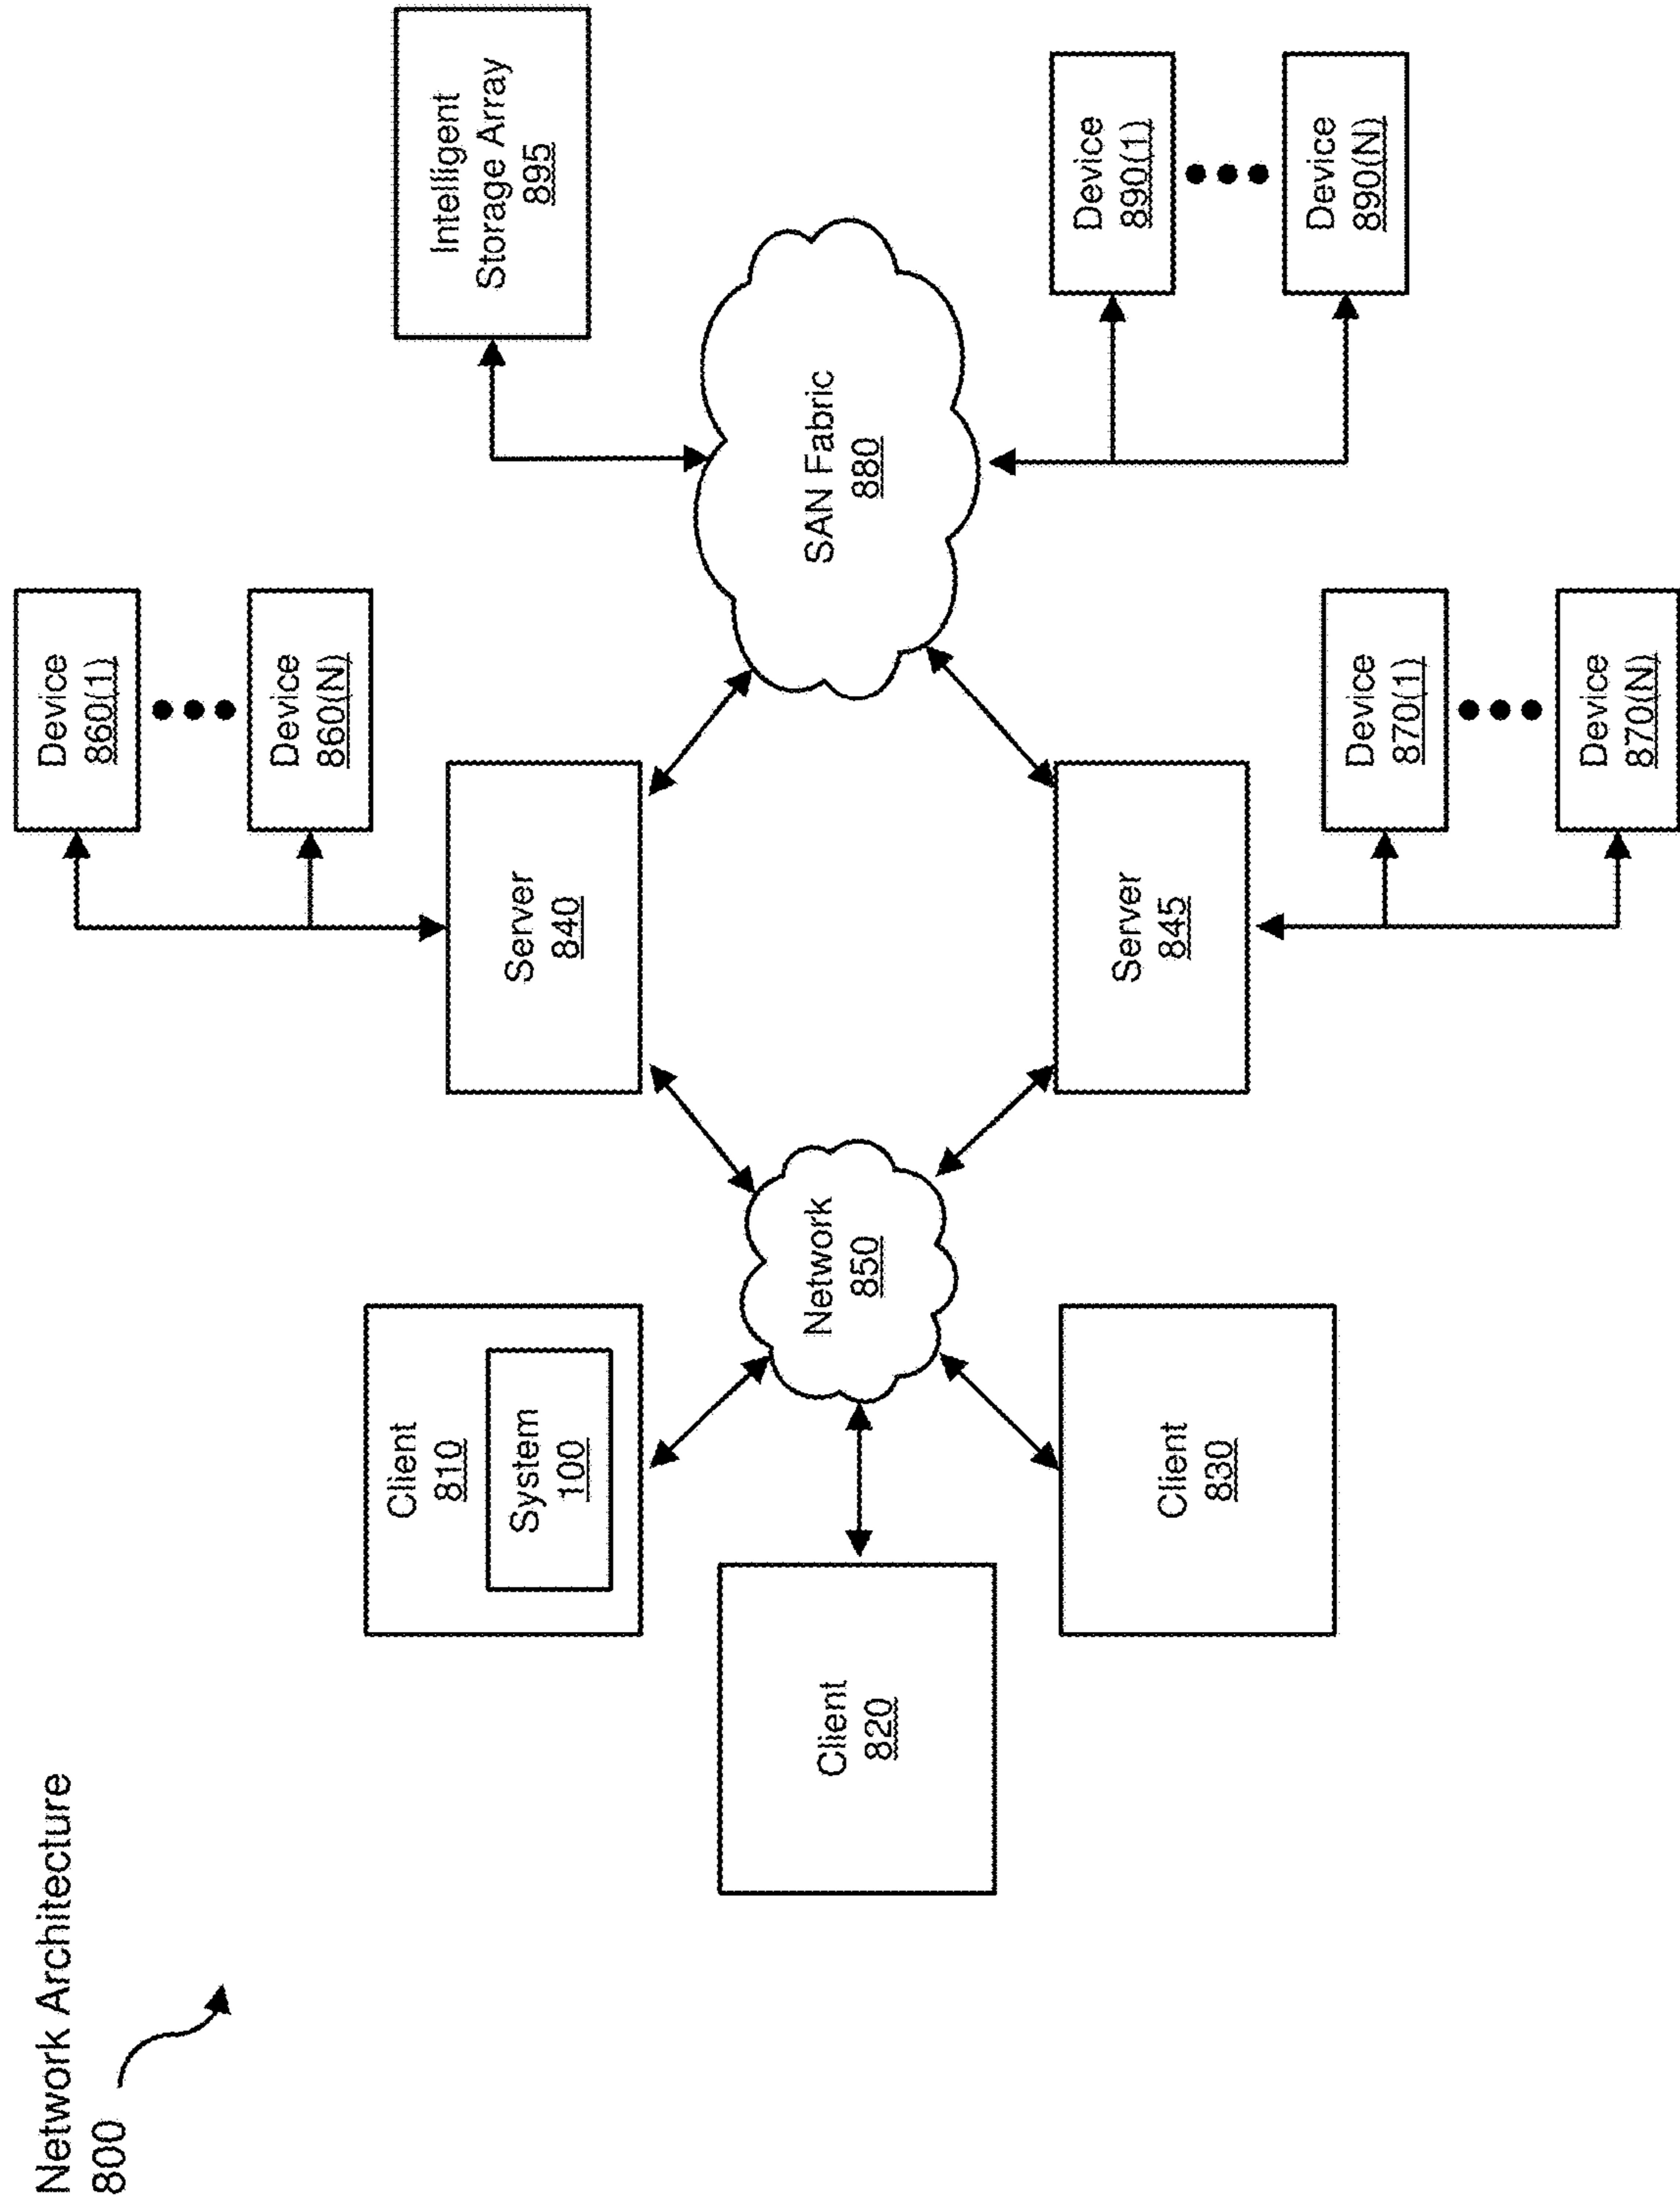 Network Architecture
800
Client
810
System
100
Client
820
Client
830
Network
850
Server
840
Server
845
Device
860(1)
Device
860(N)
Device
870(1)
Device
870(N)
SAN Fabric
880
Intelligent
Storage Array
895
Device
890(1)
Device
890(N)